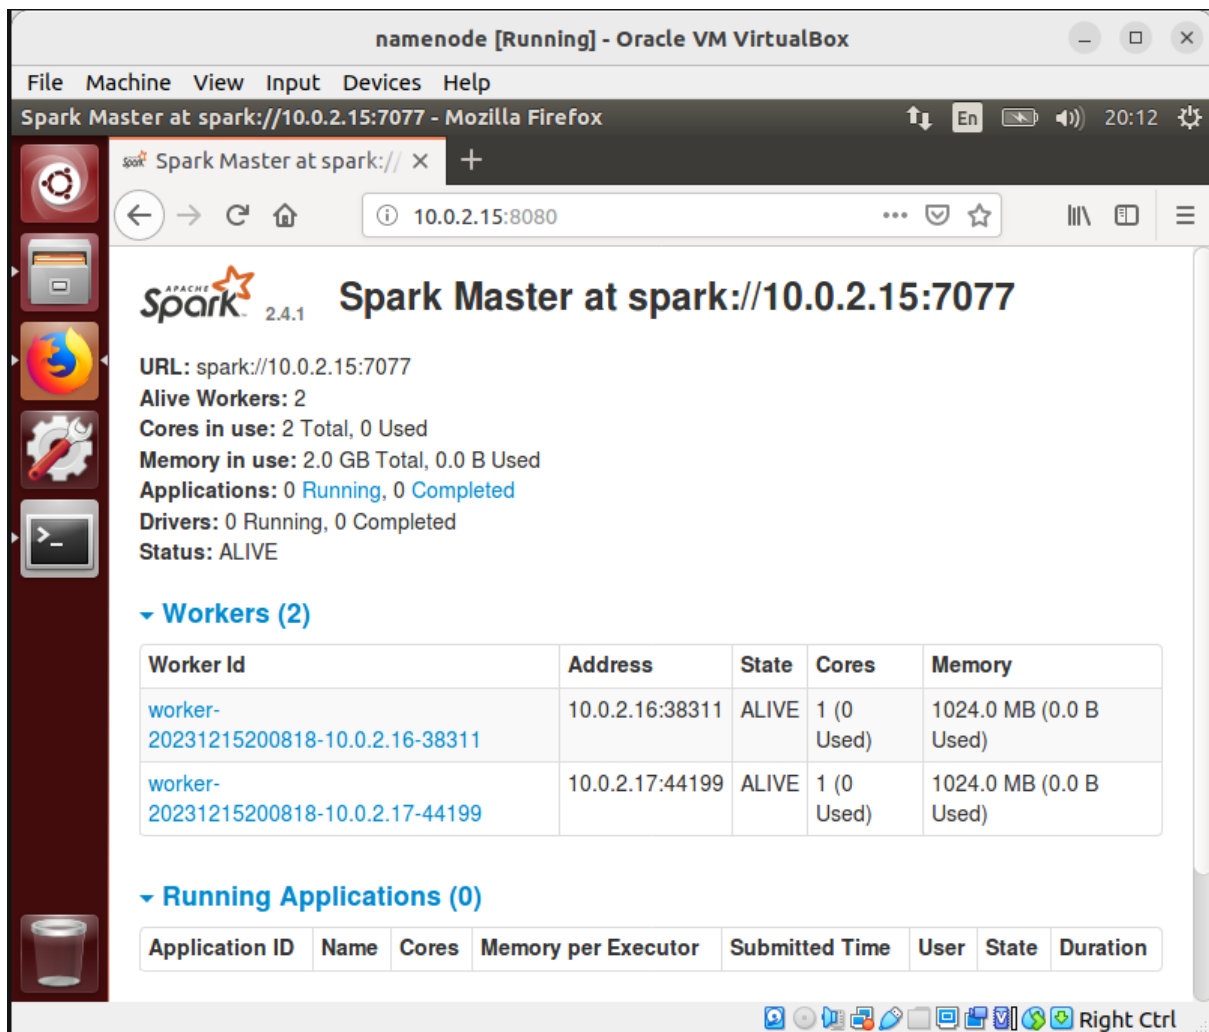 namenode [Running] - Oracle VM VirtualBox
File Machine View Input Devices Help
Spark Master at spark://10.0.2.15:7077 - Mozilla Firefox En 20:12
Spark Spark Master at spark://
10.0.2.15:8080
APACHE
Spark 2.4.1 Spark Master at spark://10.0.2.15:7077
URL: spark://10.0.2.15:7077
Alive Workers: 2
Cores in use: 2 Total, 0 Used
Memory in use: 2.0 GB Total, 0.0 B Used
Applications: 0 Running, 0 Completed
Drivers: 0 Running, 0 Completed
Status: ALIVE
Workers (2)
Worker Id Address State Cores Memory
worker- 10.0.2.16:38311 ALIVE 1 (0 1024.0 MB (0.0 B
20231215200818-10.0.2.16-38311 Used) Used)
worker- 10.0.2.17:44199 ALIVE 1 (0 1024.0 MB (0.0 B
20231215200818-10.0.2.17-44199 Used) Used)
Running Applications (0)
Application ID Name Cores Memory per Executor Submitted Time User State Duration
Right Ctrl